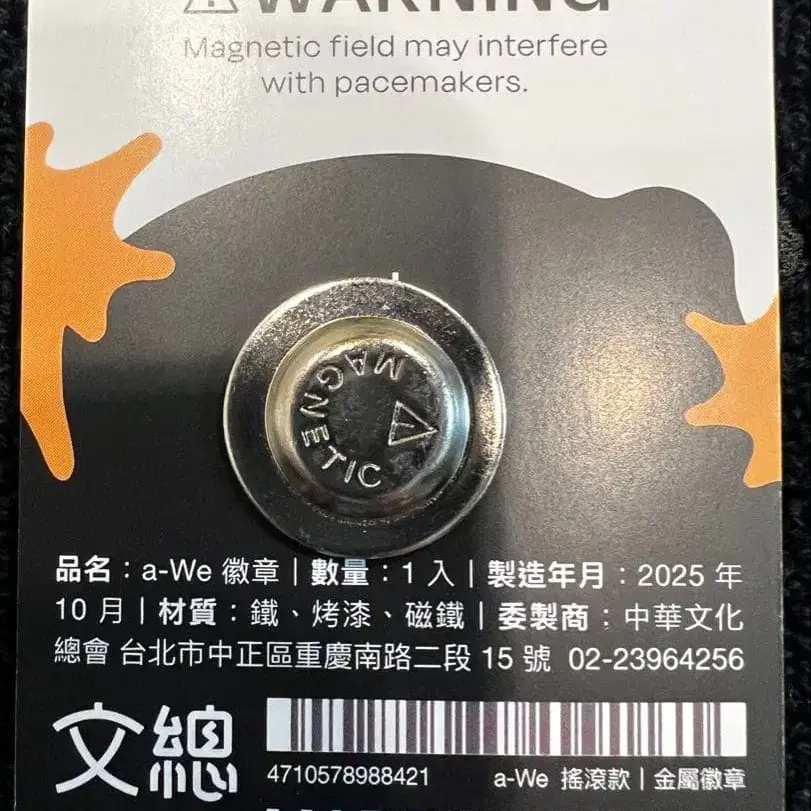 ⚠WARNING
Magnetic field may interfere
with pacemakers.
MAGNETIC
品名：a-We 徽章｜數量：1 入｜製造年月：2025 年
10 月｜材質：鐵、烤漆、磁鐵｜委製商：中華文化
總會 台北市中正區重慶南路二段 15 號 02-23964256
文總
4710578988421 a-We 搖滾款｜金屬徽章